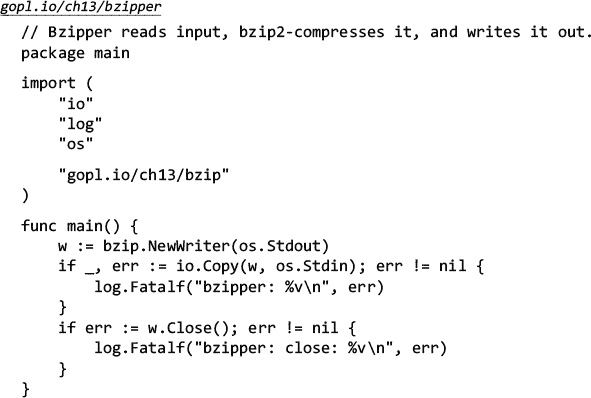 gopl.io/ch13/bzipper
// Bzipper reads input, bzip2-compresses it, and writes it out.
package main
import (
    "io"
    "log"
    "os"
    "gopl.io/ch13/bzip"
)
func main() {
    w := bzip.NewWriter(os.Stdout)
    if _, err := io.Copy(w, os.Stdin); err != nil {
        log.Fatalf("bzipper: %v\n", err)
    }
    if err := w.Close(); err != nil {
        log.Fatalf("bzipper: close: %v\n", err)
    }
}